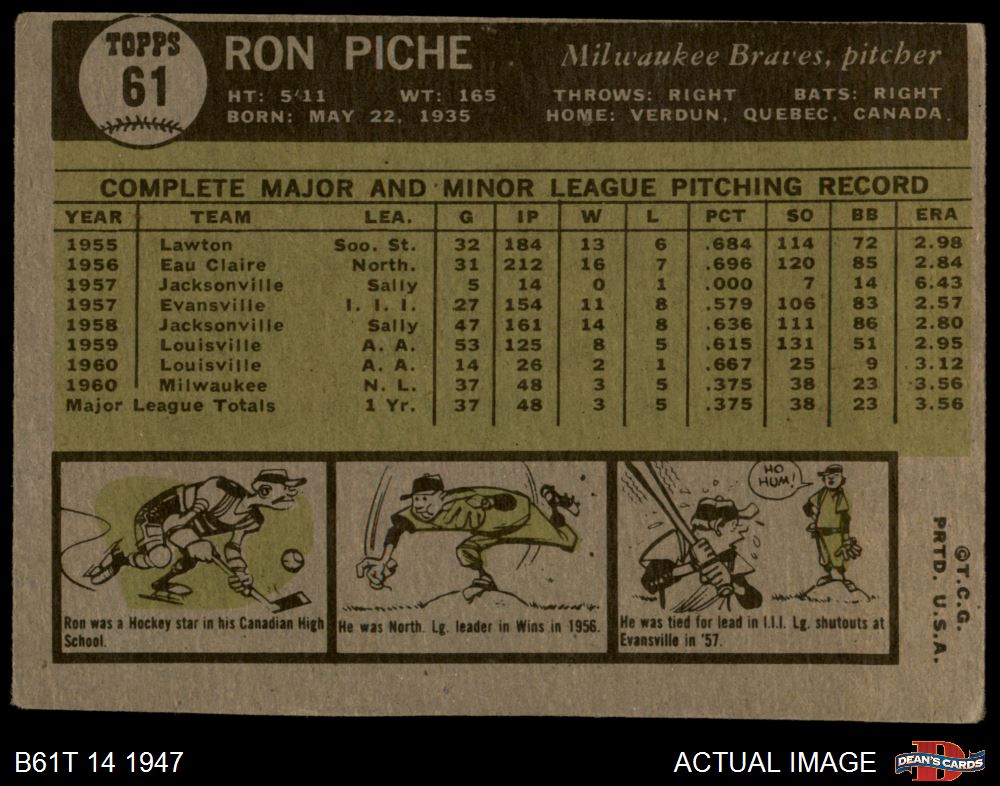 TOPPS
61
RON PICHE
Milwaukee Braves, pitcher
HT: 5'11 WT: 165 THROWS: RIGHT BATS: RIGHT
BORN: MAY 22, 1935 HOME: VERDUN, QUEBEC, CANADA
COMPLETE MAJOR AND MINOR LEAGUE PITCHING RECORD
YEAR TEAM LEA. G IP W L PCT SO BB ERA
1955 Lawton Soo. St. 32 184 13 6 .684 114 72 2.98
1956 Eau Claire North. 31 212 16 7 .696 120 85 2.84
1957 Jacksonville Sally 5 14 0 1 .000 7 14 6.43
1957 Evansville I. I. I. 27 154 11 8 .579 106 83 2.57
1958 Jacksonville Sally 47 161 14 8 .636 111 86 2.80
1959 Louisville A. A. 53 125 8 5 .615 131 51 2.95
1960 Louisville A. A. 14 26 2 1 .667 25 9 3.12
1960 Milwaukee N. L. 37 48 3 5 .375 38 23 3.56
Major League Totals 1 Yr. 37 48 3 5 .375 38 23 3.56
Ron was a Hockey star in his Canadian High
School.
He was North. Lg. leader in Wins in 1956.
HO
HUM!
He was tied for lead in I.I.I. Lg. shutouts at
Evansville in '57.
©T.C.G.
PRTD. U.S.A.
B61T 14 1947
ACTUAL IMAGE
D
DEAN'S CARDS